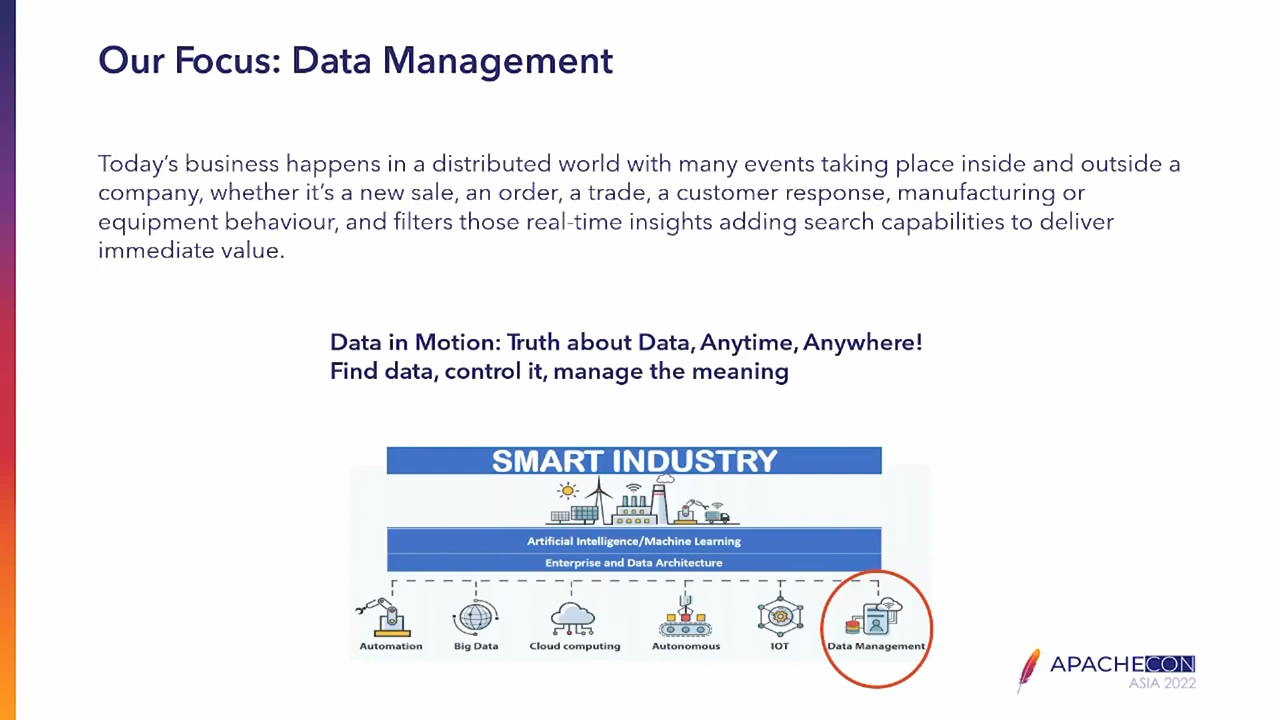 Our Focus: Data Management
Today's business happens in a distributed world with many events taking place inside and outside a
company, whether it's a new sale, an order, a trade, a customer response, manufacturing or
equipment behaviour, and filters those real-time insights adding search capabilities to deliver
immediate value.
Data in Motion: Truth about Data, Anytime, Anywhere!
Find data, control it, manage the meaning
SMART INDUSTRY
Artificial Intelligence/Machine Learning
Enterprise and Data Architecture
Automation Big Data Cloud computing Autonomous IOT Data Management
APACHECON
ASIA 2022